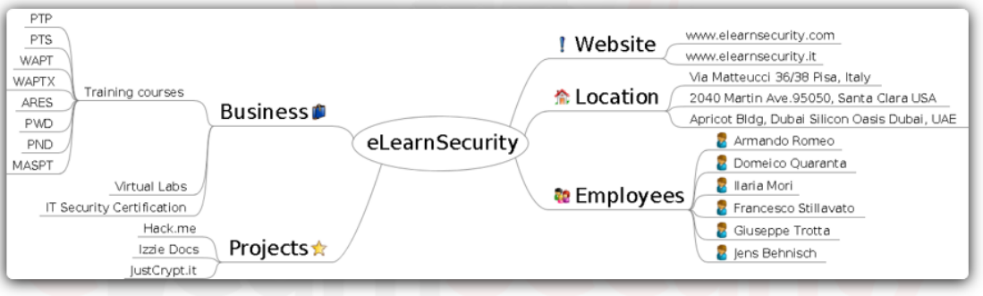 eLearnSecurity
Business
Training courses
PTP
PTS
WAPT
WAPTX
ARES
PWD
PND
MASPT
Virtual Labs
IT Security Certification
Projects
Hack.me
Izzie Docs
JustCrypt.it
Website
www.elearnsecurity.com
www.elearnsecurity.it
Location
Via Matteucci 36/38 Pisa, Italy
2040 Martin Ave.95050, Santa Clara USA
Apricot Bldg, Dubai Silicon Oasis Dubai, UAE
Employees
Armando Romeo
Domeico Quaranta
Ilaria Mori
Francesco Stillavato
Giuseppe Trotta
Jens Behnisch